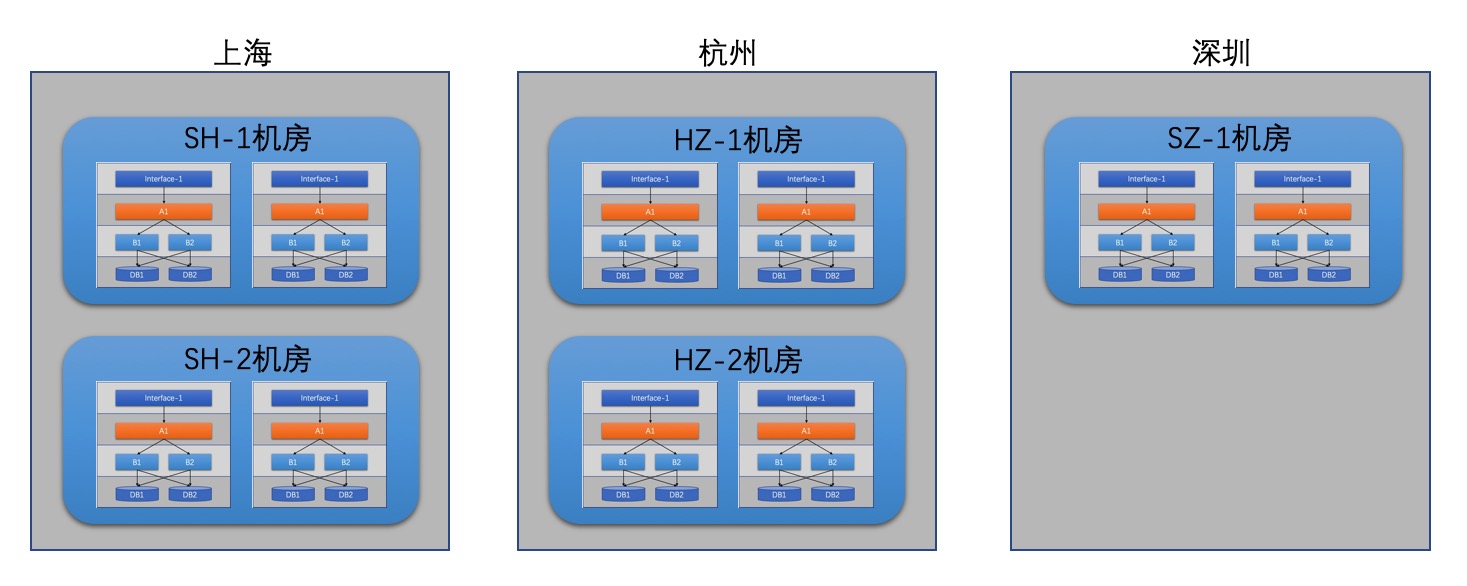 上海
杭州
深圳
SH-1机房
HZ-1机房
SZ-1机房
Interface-1 Interface-1 Interface-1 Interface-1 Interface-1 Interface-1
A1 A1 A1 A1 A1 A1
B1 B2 B1 B2 B1 B2 B1 B2 B1 B2 B1 B2
DB1 DB2 DB1 DB2 DB1 DB2 DB1 DB2 DB1 DB2 DB1 DB2
SH-2机房
HZ-2机房
Interface-1 Interface-1 Interface-1 Interface-1
A1 A1 A1 A1
B1 B2 B1 B2 B1 B2 B1 B2
DB1 DB2 DB1 DB2 DB1 DB2 DB1 DB2